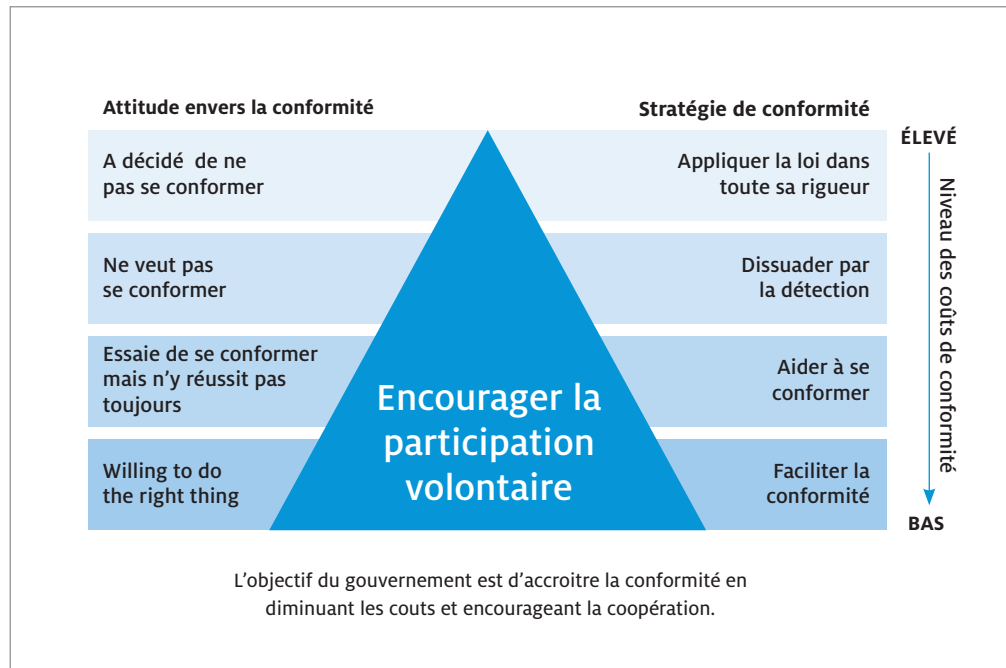 Attitude envers la conformité
Stratégie de conformité
ÉLEVÉ
A décidé  de ne
pas se conformer
Appliquer la loi dans
toute sa rigueur
Ne veut pas
se conformer
Dissuader par
la détection
Essaie de se conformer
mais n'y réussit pas
toujours
Aider à se
conformer
Willing to do
the right thing
Faciliter la
conformité
Encourager la
participation
volontaire
Niveau des coûts de conformité
BAS
L'objectif du gouvernement est d'accroitre la conformité en
diminuant les couts et encourageant la coopération.